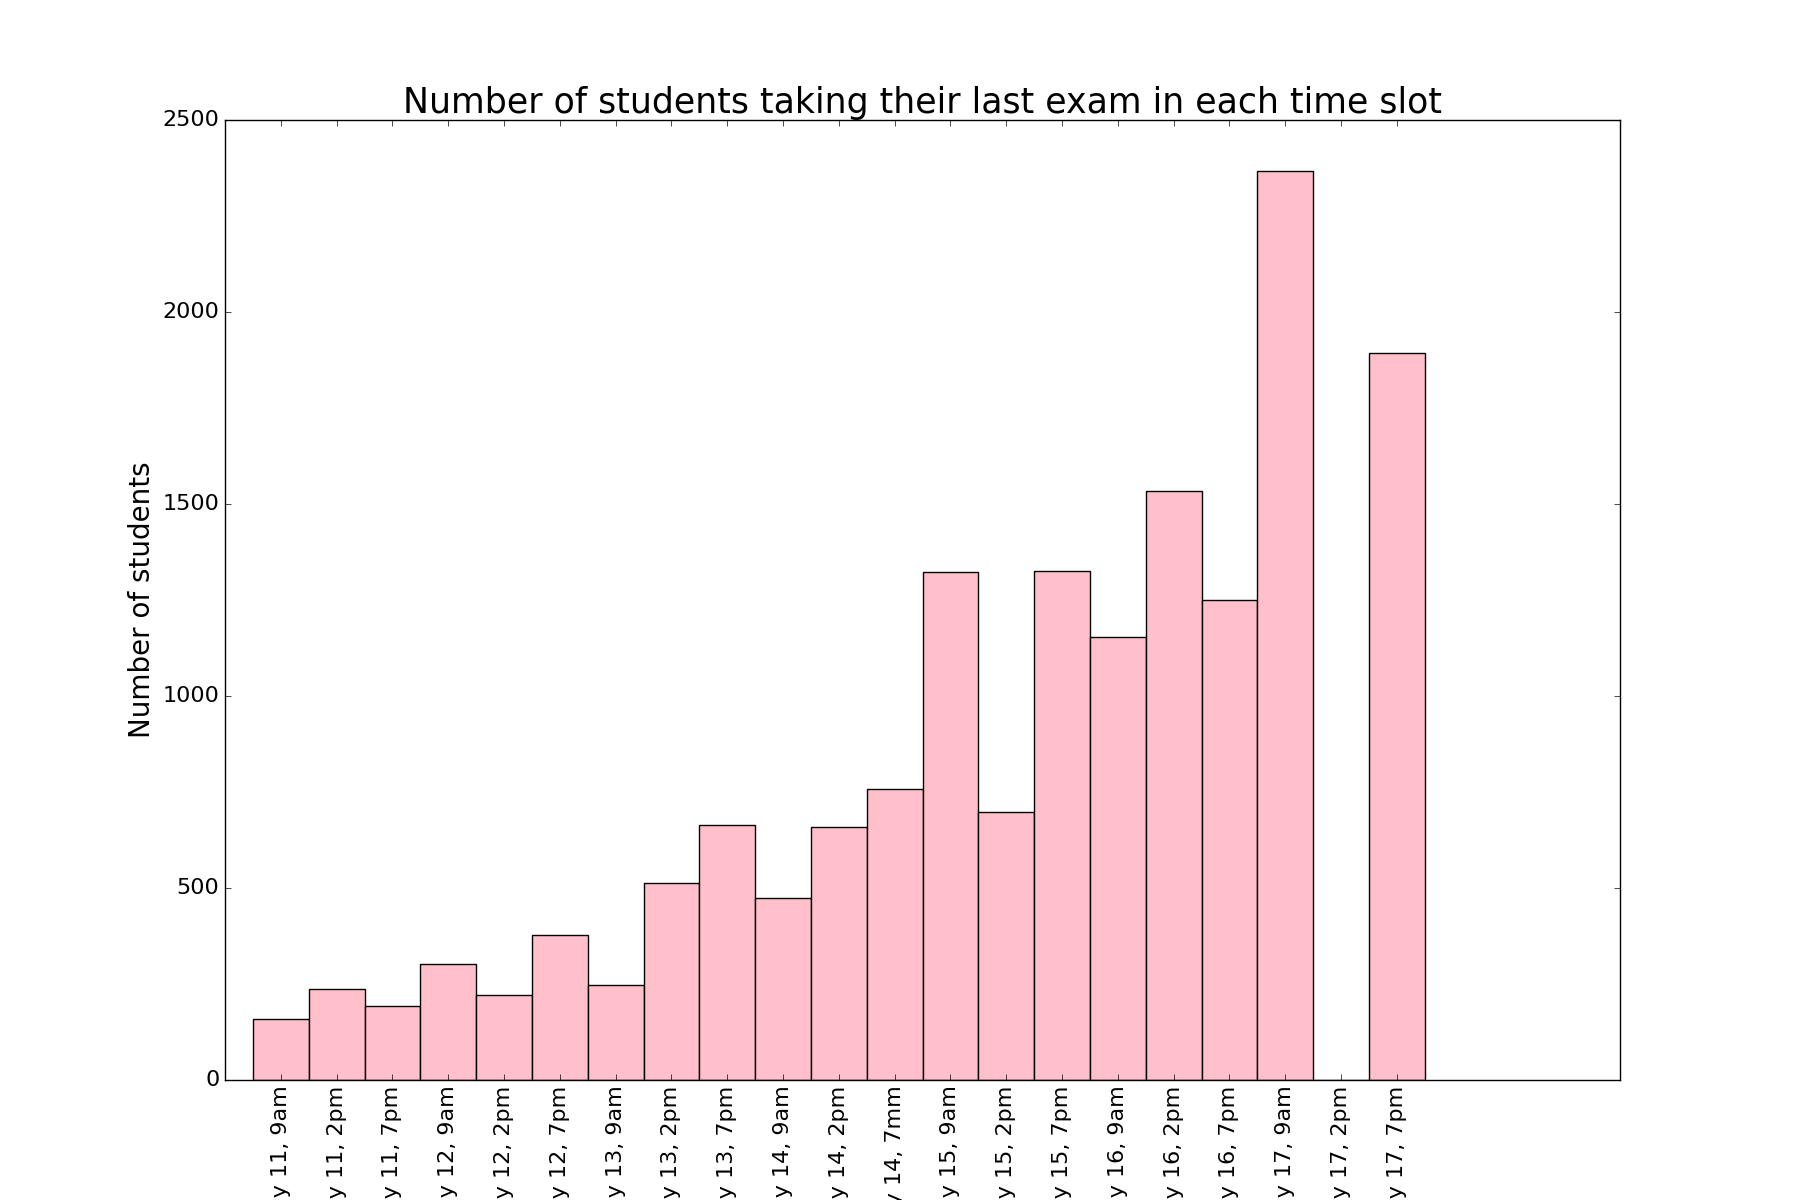 Number of students taking their last exam in each time slot
Number of students
2500
2000
1500
1000
500
0
y 11, 9am
y 11, 2pm
y 11, 7pm
y 12, 9am
y 12, 2pm
y 12, 7pm
y 13, 9am
y 13, 2pm
y 13, 7pm
y 14, 9am
y 14, 2pm
y 14, 7mm
y 15, 9am
y 15, 2pm
y 15, 7pm
y 16, 9am
y 16, 2pm
y 16, 7pm
y 17, 9am
y 17, 2pm
y 17, 7pm